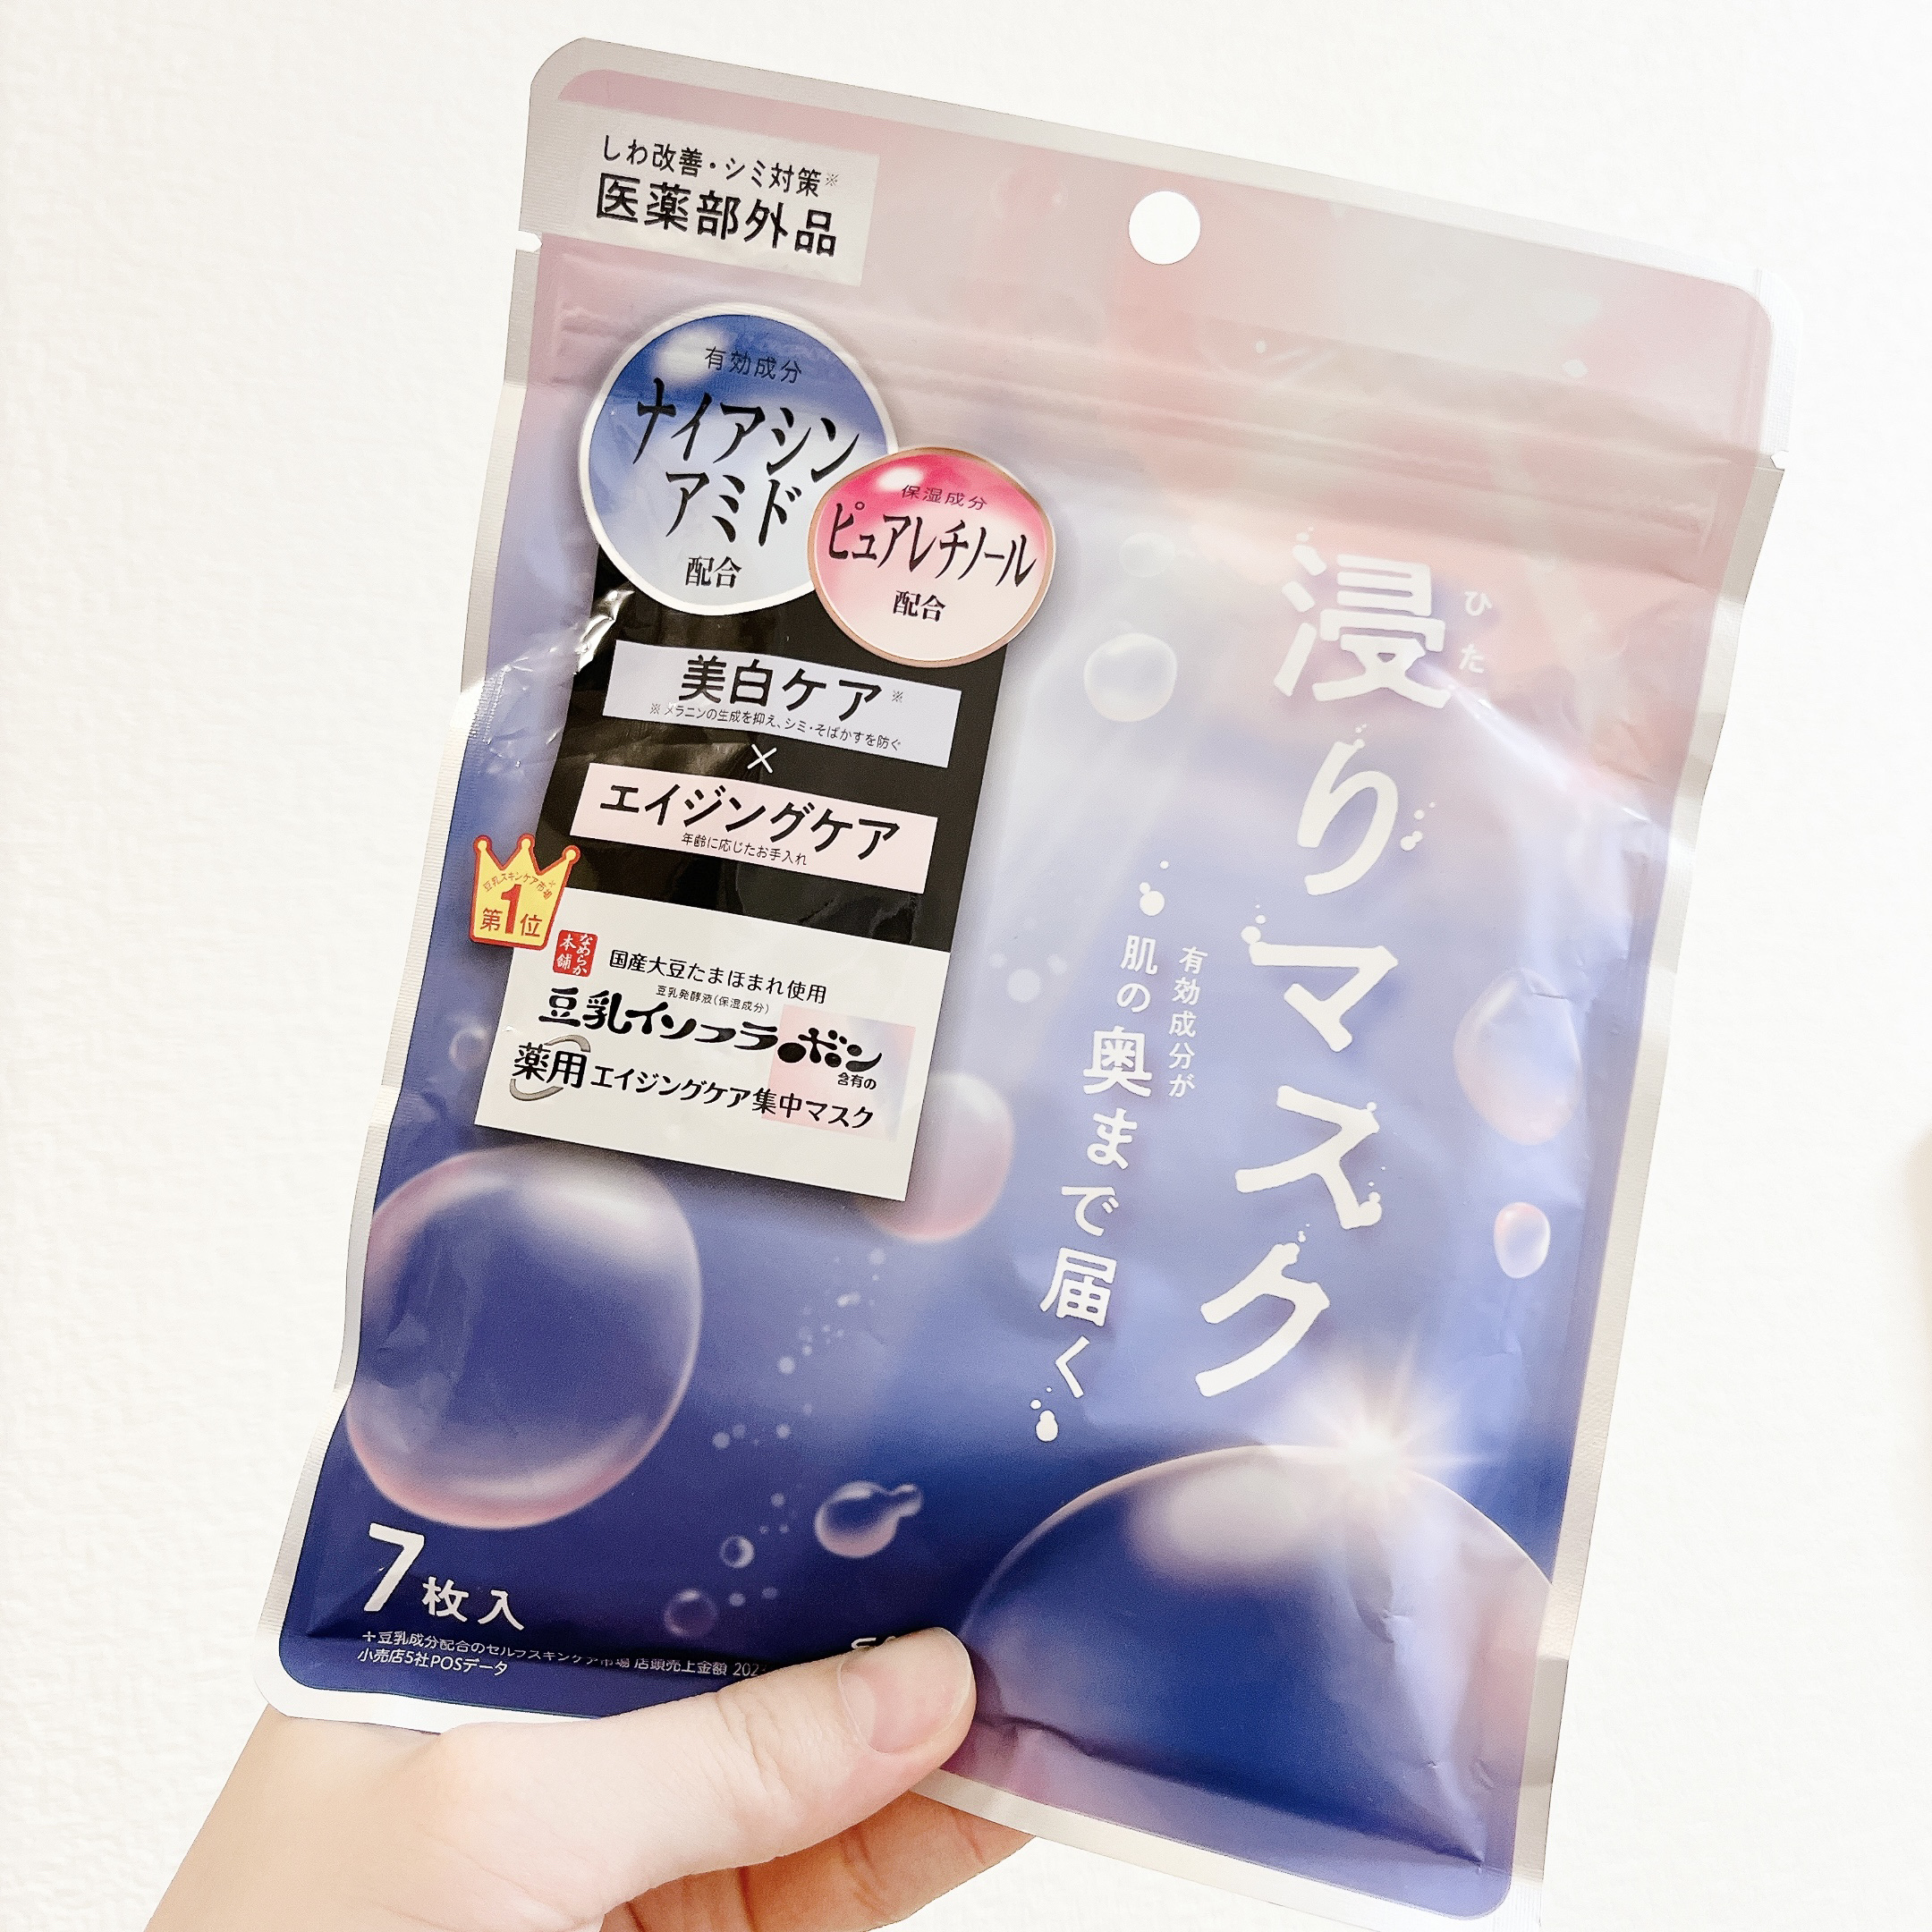 しわ改善・シミ対策※
医薬部外品
有効成分
ナイアシン
アミド
配合
保湿成分
ピュアレチノール
配合
美白ケア※
※メラニンの生成を抑え、シミ・そばかすを防ぐ
×
エイジングケア
年齢に応じたお手入れ
豆乳スキンケア市場
第1位
なめらか
本舗
国産大豆たまほまれ使用
豆乳発酵液(保湿成分)
豆乳イソフラボン
含有の
薬用エイジングケア集中マスク
ひた
浸りマスク
有効成分が
肌の奥まで届く
7枚入
＋豆乳成分配合のセルフスキンケア市場 店頭売上金額 202
小売店5社POSデータ